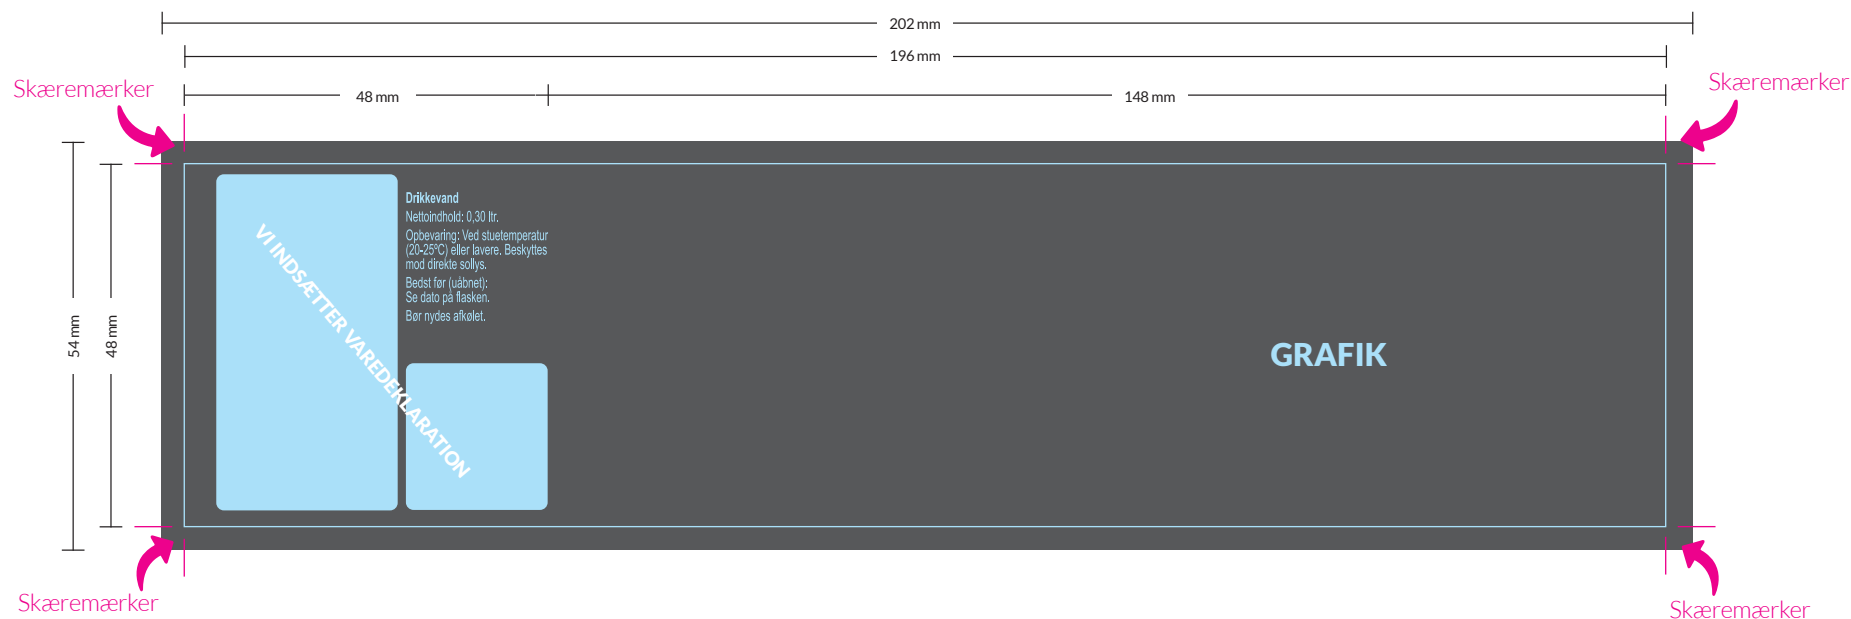 202 mm
196 mm
48 mm
148 mm
Skæremærker
Skæremærker
54 mm
48 mm
VI INDSÆTTER VAREDEKLARATION
Drikkevand
Nettoindhold: 0,30 ltr.
Opbevaring: Ved stuetemperatur
(20-25ºC) eller lavere. Beskyttes
mod direkte sollys.
Bedst før (uåbnet):
Se dato på flasken.
Bør nydes afkølet.
GRAFIK
Skæremærker
Skæremærker